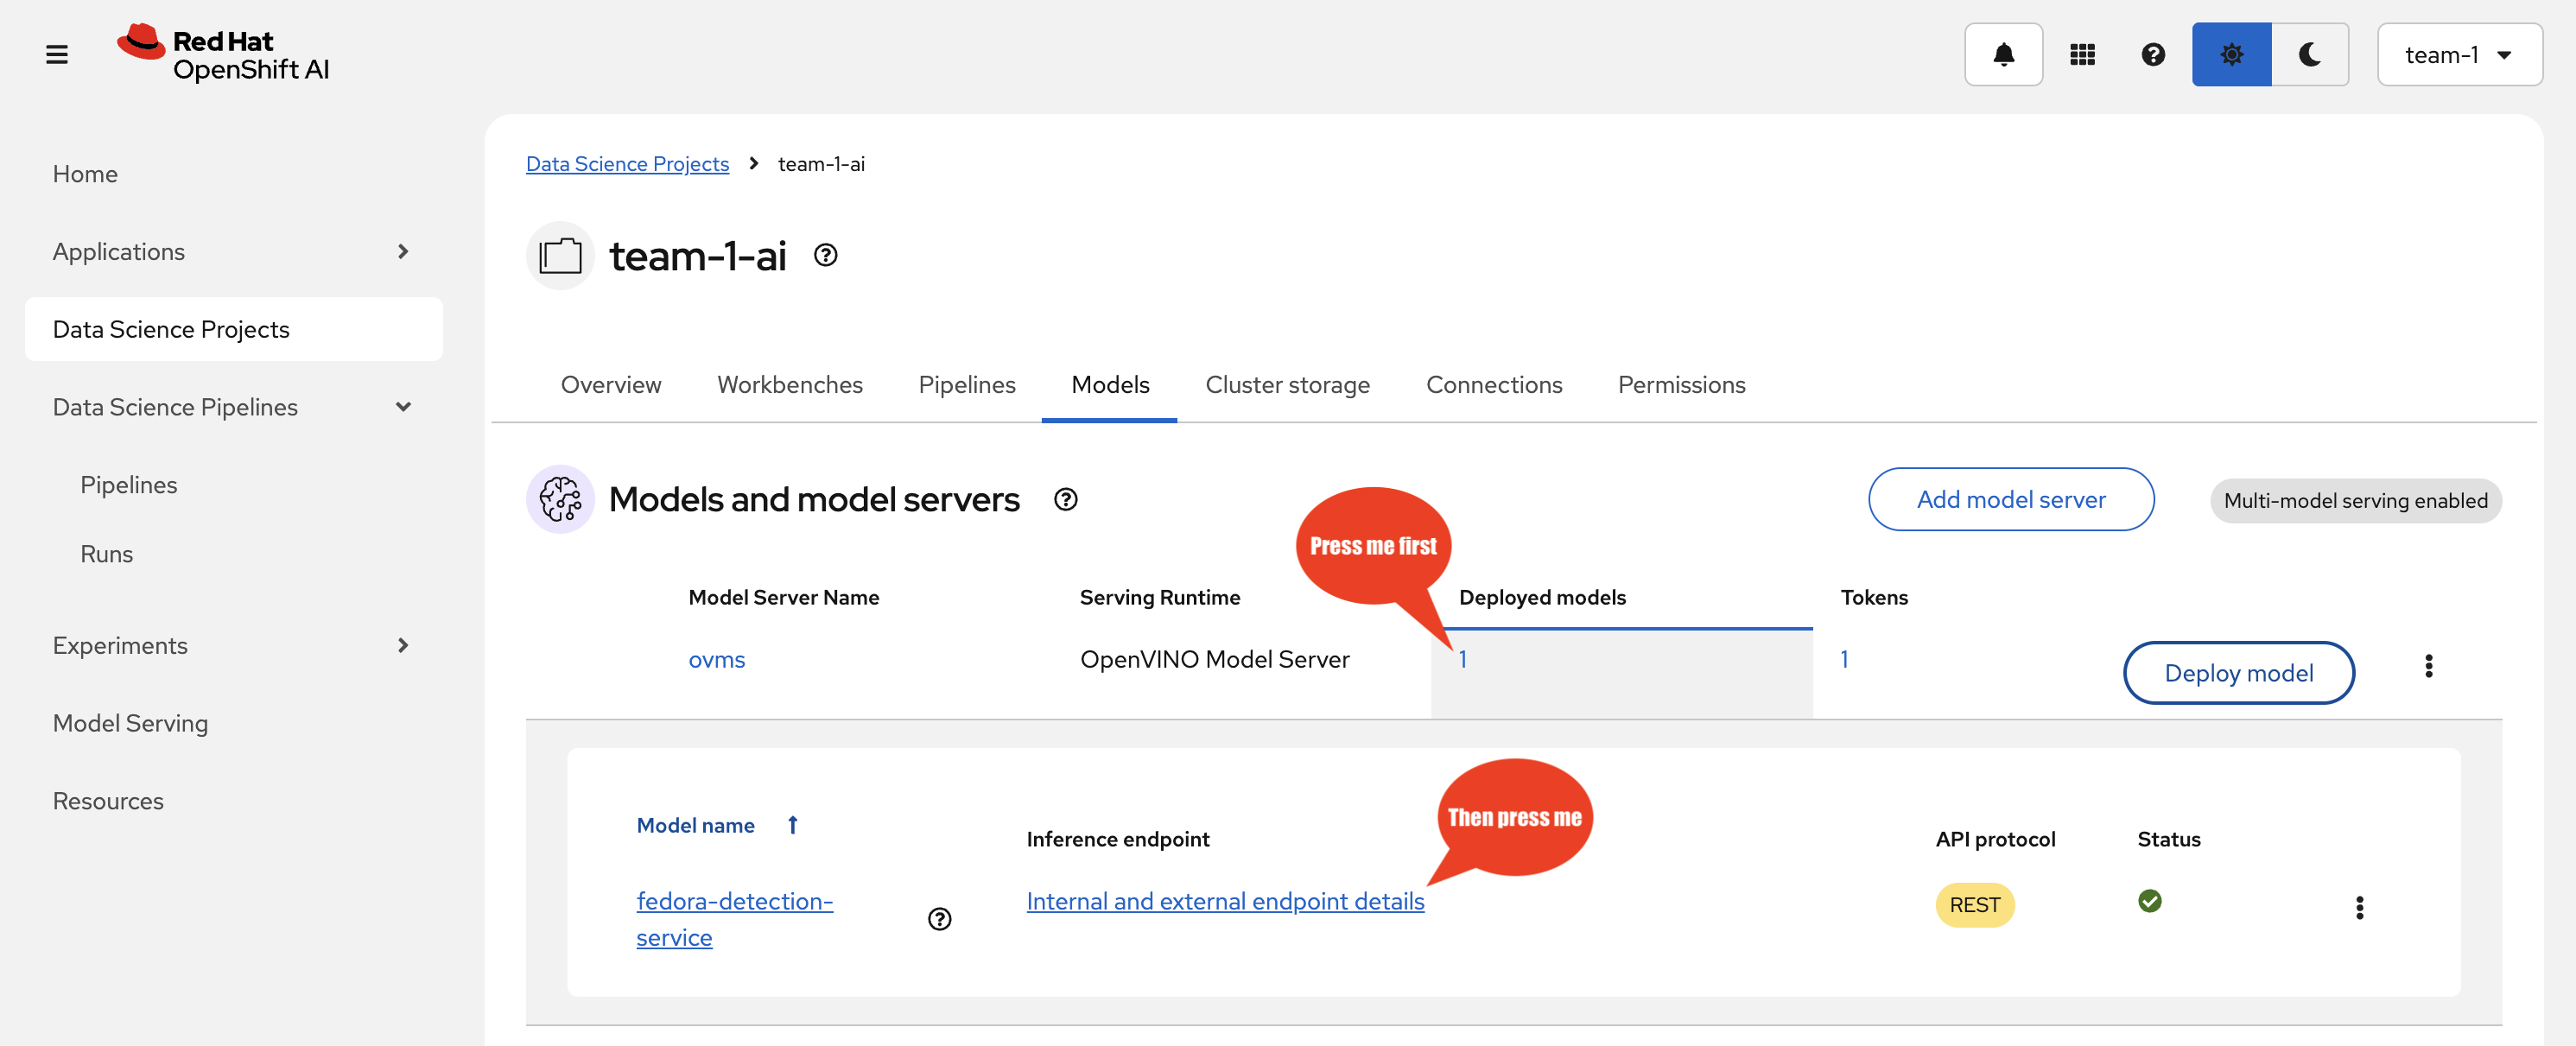 Red Hat
OpenShift AI
team-1
Home
Applications
Data Science Projects
Data Science Pipelines
Pipelines
Runs
Experiments
Model Serving
Resources
Data Science Projects > team-1-ai
team-1-ai
Overview Workbenches Pipelines Models Cluster storage Connections Permissions
Models and model servers
Add model server
Multi-model serving enabled
Press me first
Model Server Name Serving Runtime Deployed models Tokens
ovms OpenVINO Model Server 1 1 Deploy model
Then press me
Model name Inference endpoint API protocol Status
fedora-detection-
service
Internal and external endpoint details
REST